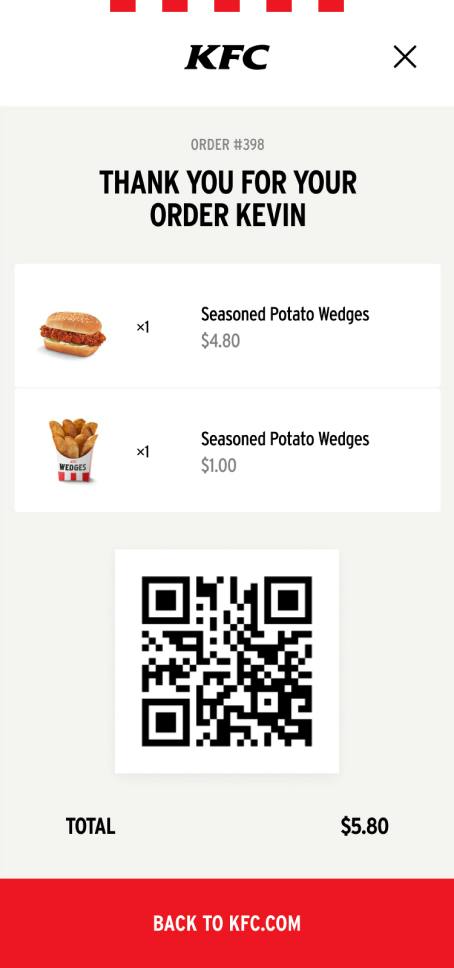 KFC
ORDER #398
THANK YOU FOR YOUR
ORDER KEVIN
×1
Seasoned Potato Wedges
$4.80
WEDGES
×1
Seasoned Potato Wedges
$1.00
TOTAL
$5.80
BACK TO KFC.COM